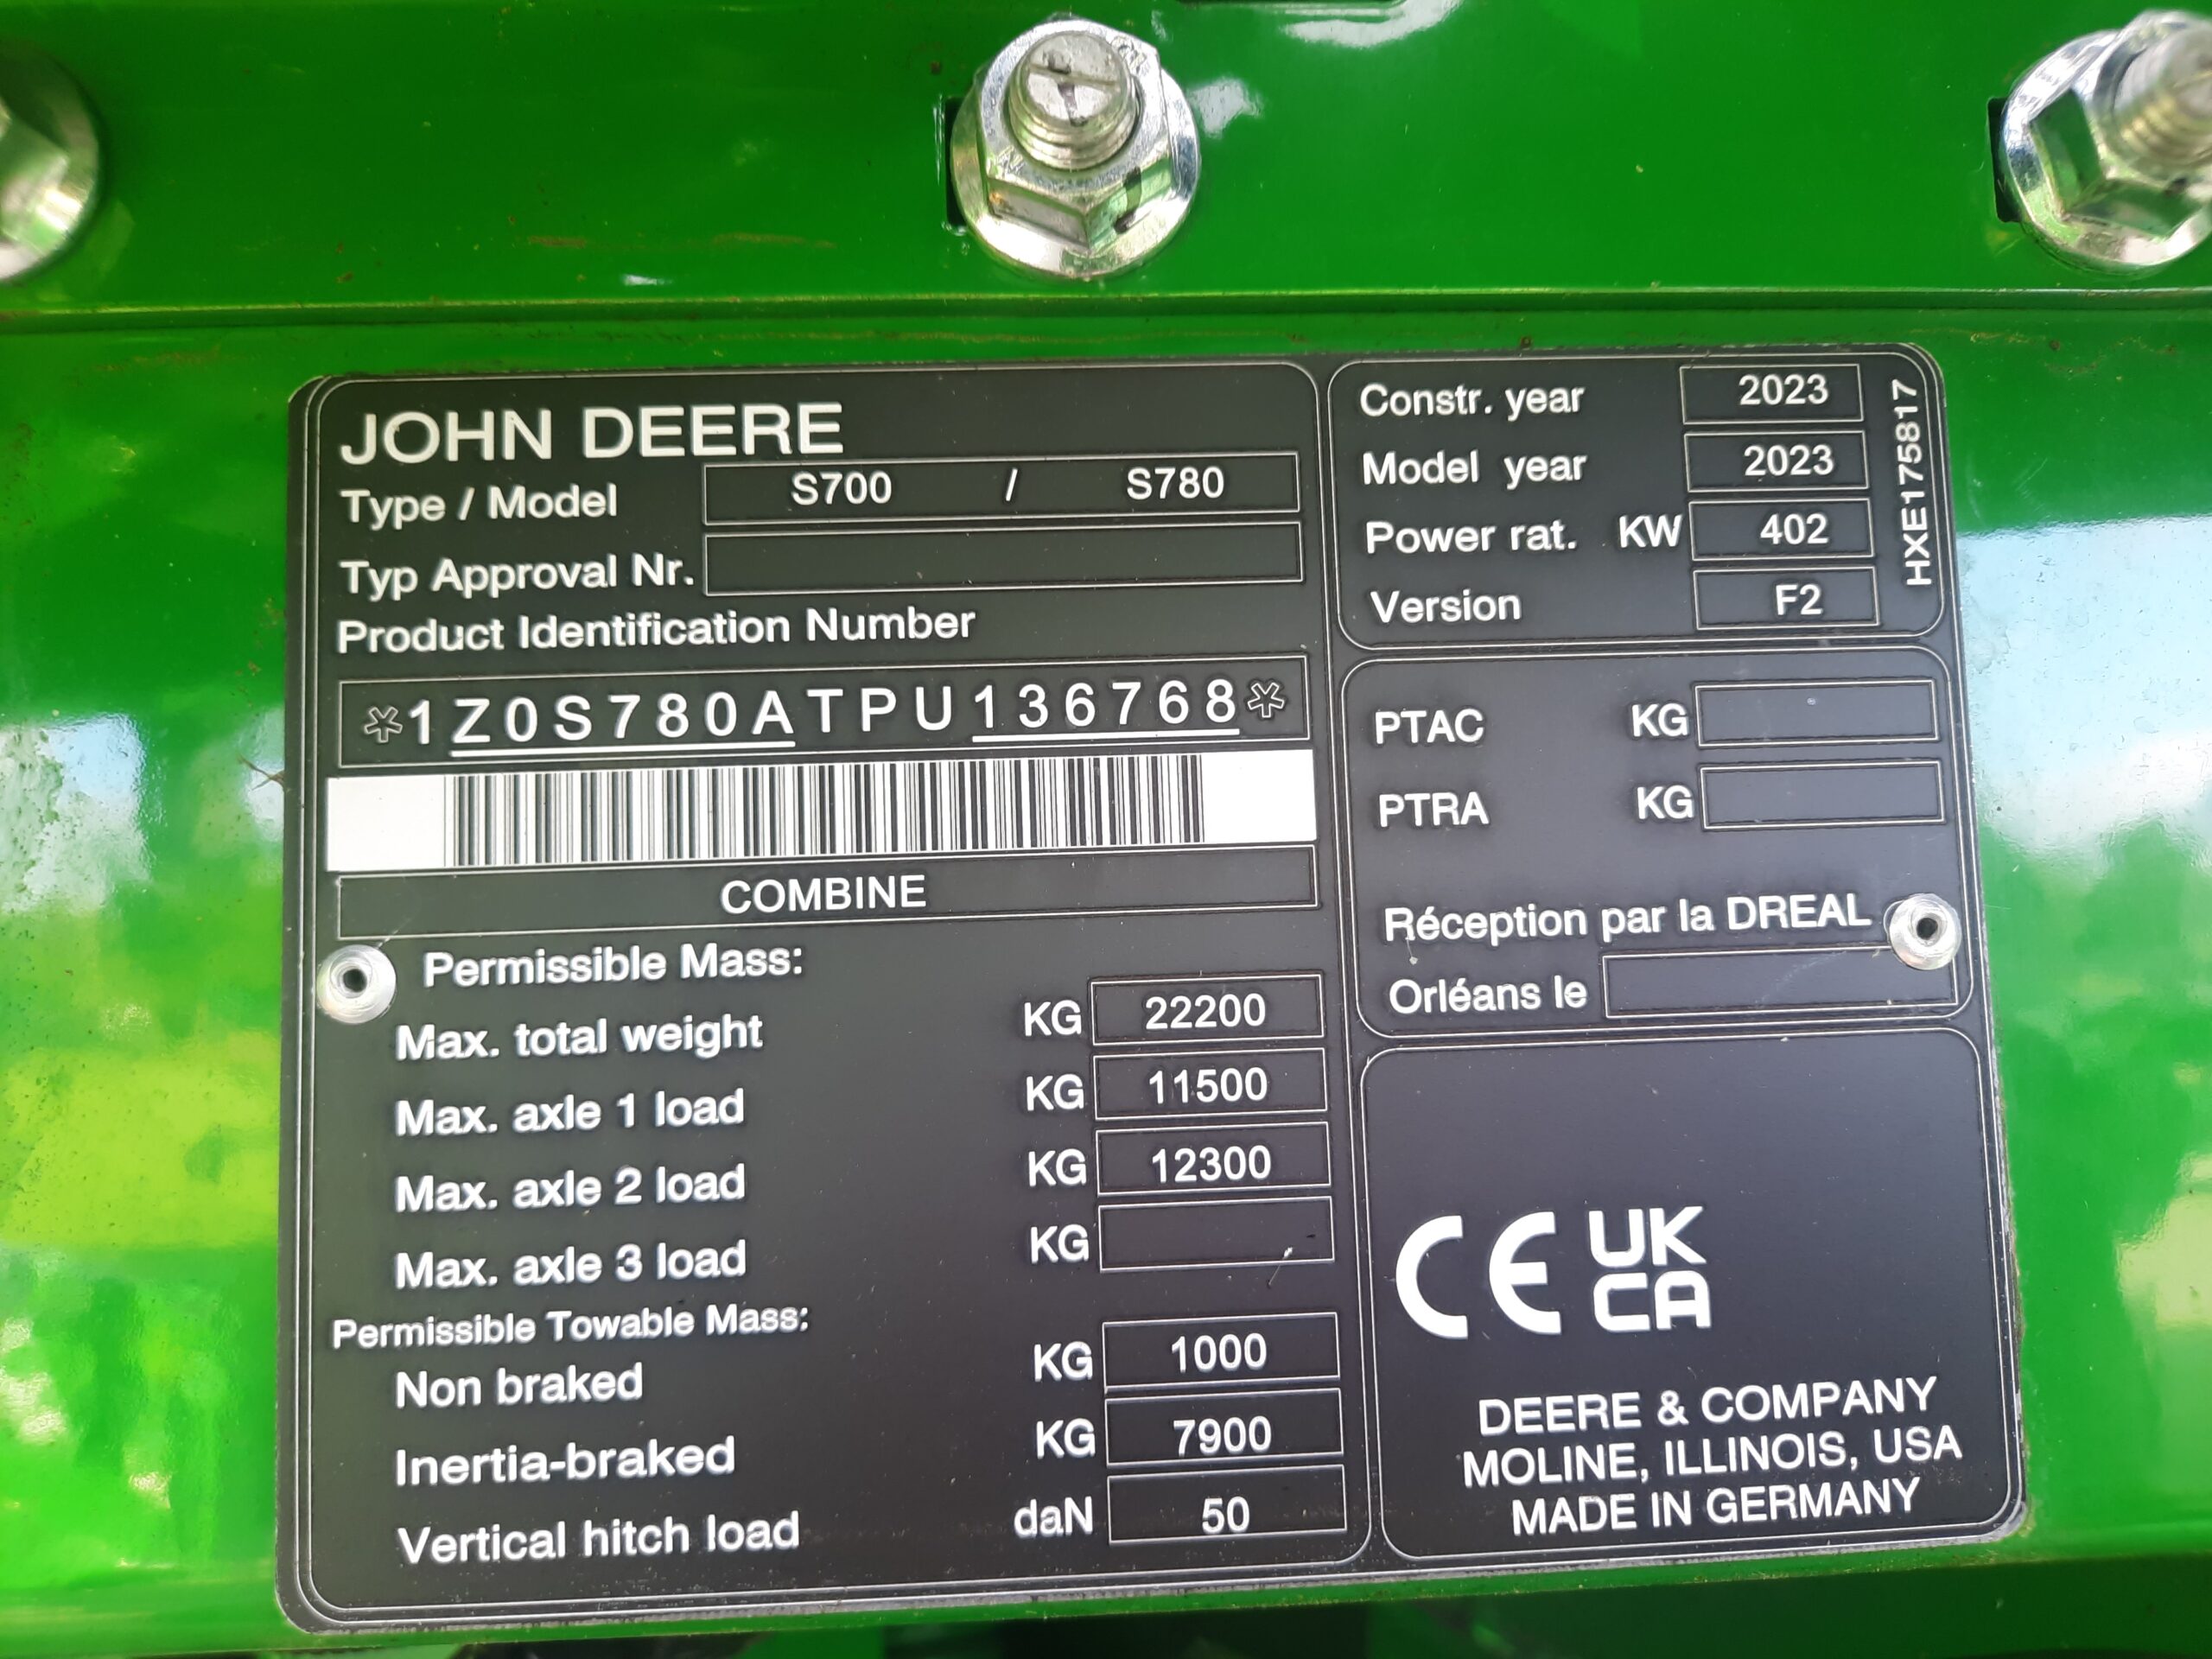 JOHN DEERE
Type / Model S700 / S780
Typ Approval Nr.
Product Identification Number
*1Z0S780ATPU136768*
COMBINE
Permissible Mass:
Max. total weight KG 22200
Max. axle 1 load KG 11500
Max. axle 2 load KG 12300
Max. axle 3 load KG
Permissible Towable Mass:
Non braked KG 1000
Inertia-braked KG 7900
Vertical hitch load daN 50
Constr. year 2023
Model year 2023
Power rat. KW 402
Version F2
HXE175817
PTAC KG
PTRA KG
Réception par la DREAL
Orléans le
CE UK
CA
DEERE & COMPANY
MOLINE, ILLINOIS, USA
MADE IN GERMANY